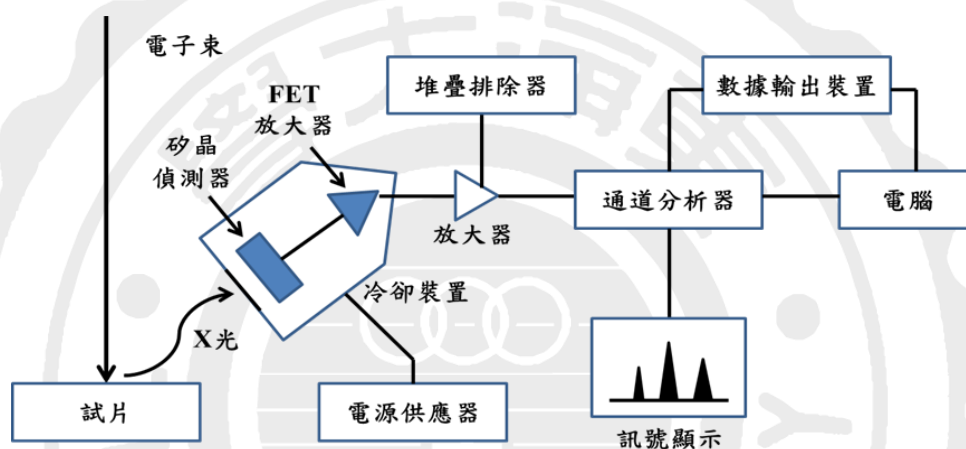 電子束
FET
放大器
矽晶
偵測器
堆疊排除器
數據輸出裝置
放大器
通道分析器
電腦
冷卻裝置
X光
試片
電源供應器
訊號顯示